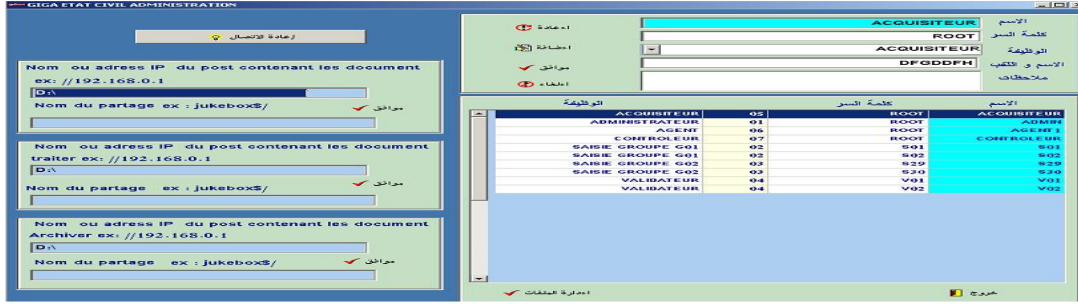 GIGA ETAT CIVIL ADMINISTRATION
إعادة الاتصال
Nom ou adress IP du post contenant les document
ex: //192.168.0.1
D:\
Nom du partage ex : jukebox$/
موافق
Nom ou adress IP du post contenant les document
traiter ex: //192.168.0.1
D:\
موافق
Nom du partage ex : jukebox$/
Nom ou adress IP du post contenant les document
Archiver ex: //192.168.0.1
D:\
Nom du partage ex : jukebox$/
موافق
اعادة ACQUISITEUR الاسم
ROOT كلمة السر
اضافة ACQUISITEUR الوظيفة
موافق DFGDDFH الاسم و اللقب
الغاء ملاحظات
الوظيفة كلمة السر الاسم
ACQUISITEUR 05 ROOT ACQUISITEUR
ADMINISTRATEUR 01 ROOT ADMIN
AGENT 06 ROOT AGENT1
CONTROLEUR 07 ROOT CONTROLEUR
SAISIE GROUPE G01 02 S01 S01
SAISIE GROUPE G01 02 S02 S02
SAISIE GROUPE G02 03 S29 S29
SAISIE GROUPE G02 03 S30 S30
VALIDATEUR 04 V01 V01
VALIDATEUR 04 V02 V02
ادارة الملفات خروج